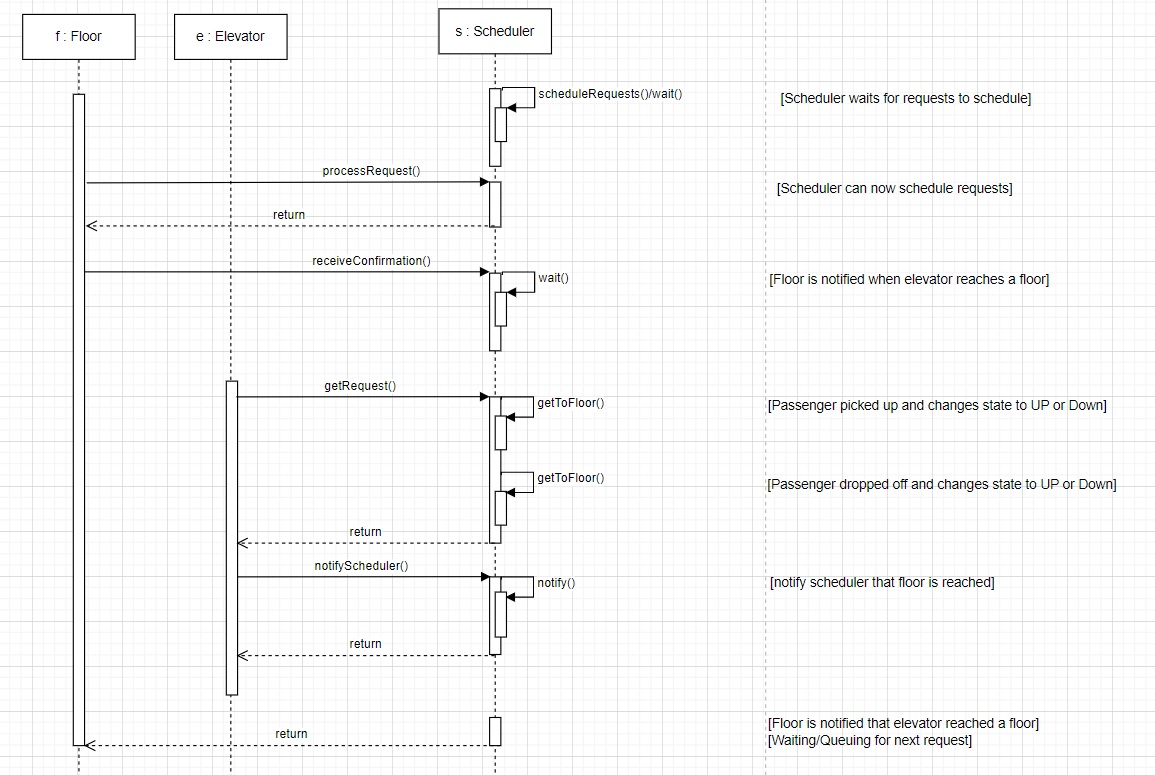 f : Floor
e : Elevator
s : Scheduler
scheduleRequests()/wait()
[Scheduler waits for requests to schedule]
processRequest()
[Scheduler can now schedule requests]
return
receiveConfirmation()
wait()
[Floor is notified when elevator reaches a floor]
getRequest()
getToFloor()
[Passenger picked up and changes state to UP or Down]
getToFloor()
[Passenger dropped off and changes state to UP or Down]
return
notifyScheduler()
notify()
[notify scheduler that floor is reached]
return
[Floor is notified that elevator reached a floor]
return
[Waiting/Queuing for next request]